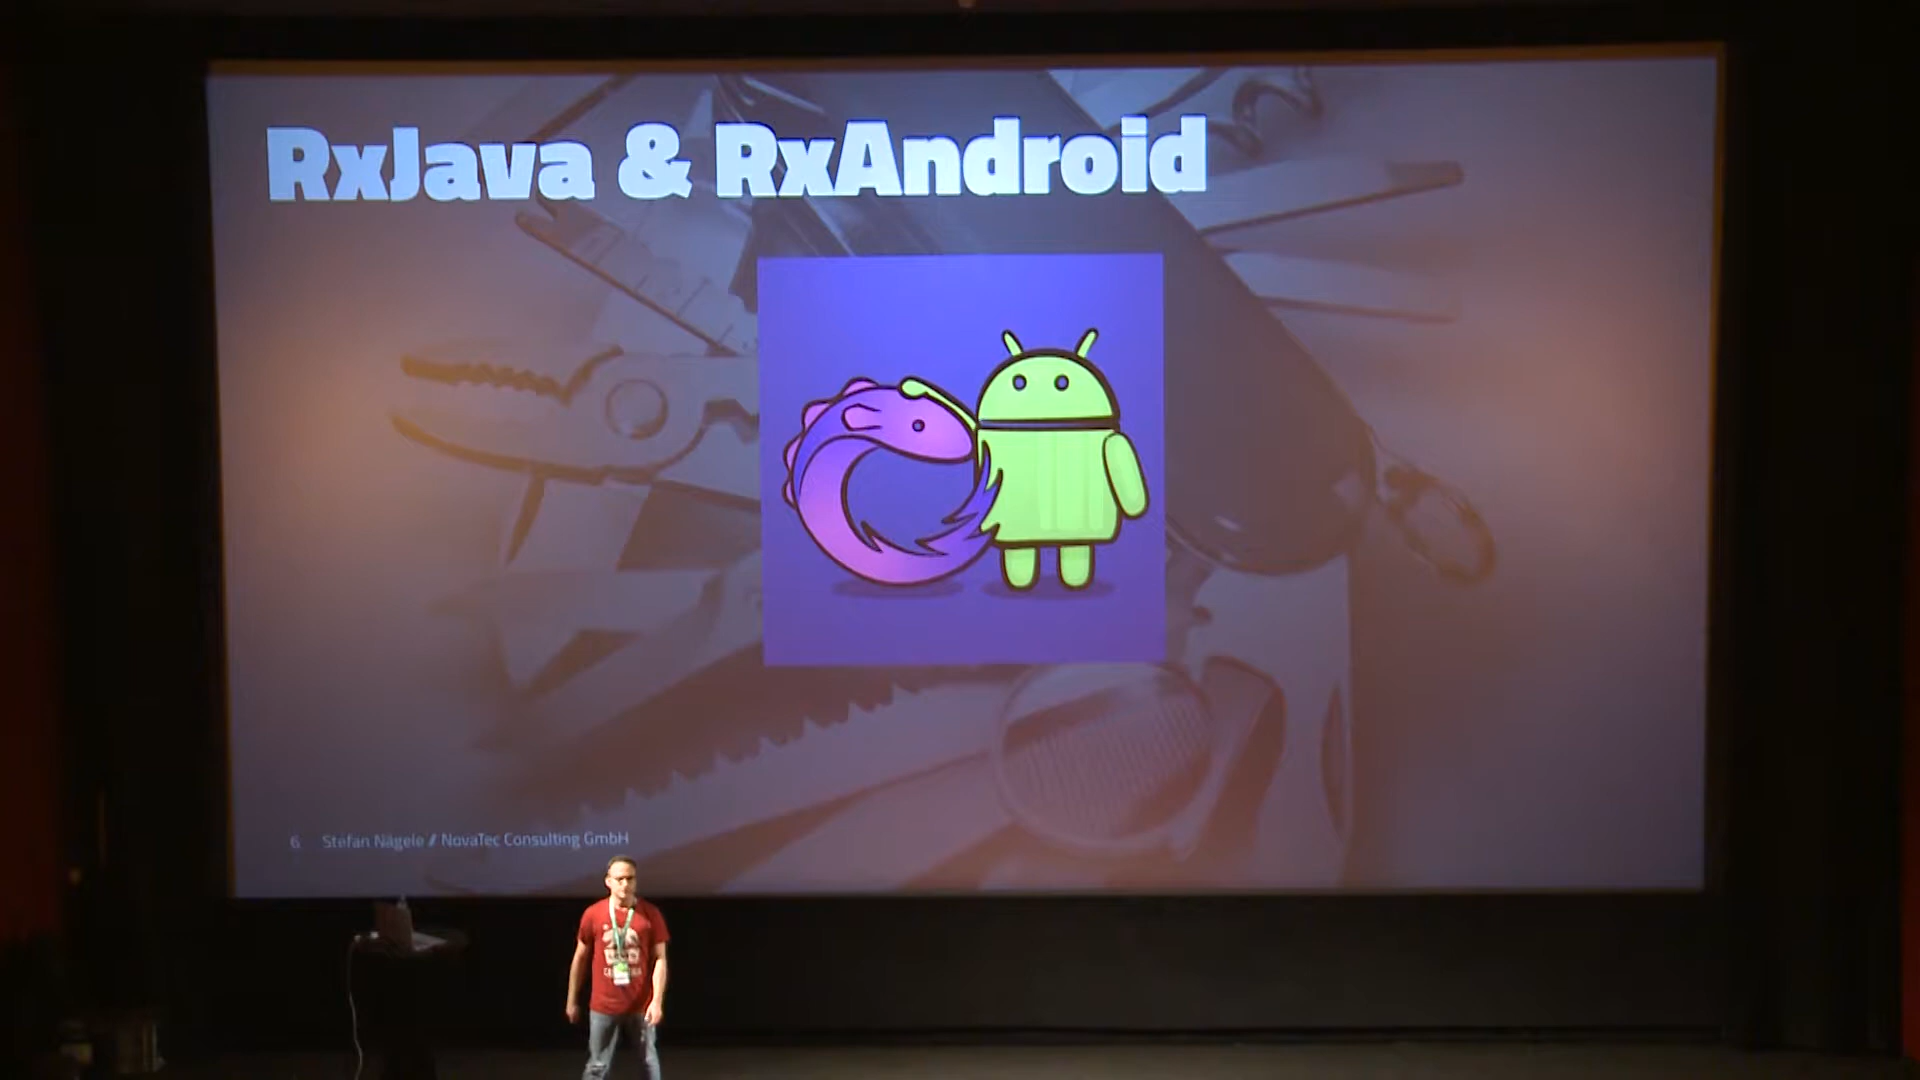 RxJava & RxAndroid
6 Stefan Nägele // NovaTec Consulting GmbH